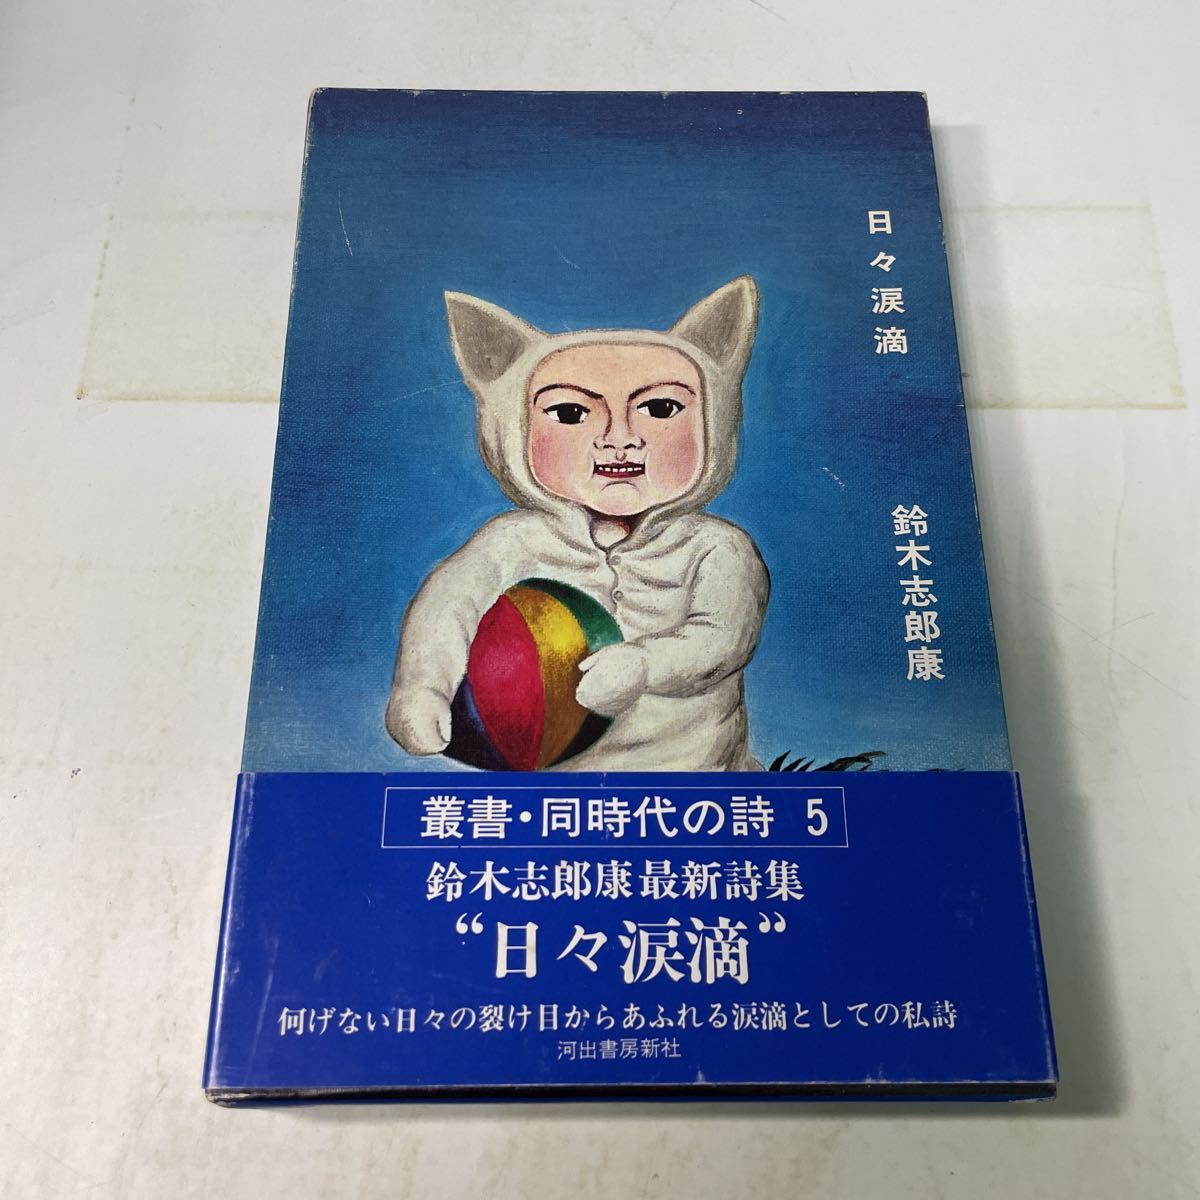 日々涙滴
鈴木志郎康
叢書・同時代の詩 5
鈴木志郎康最新詩集
“日々涙滴”
何げない日々の裂け目からあふれる涙滴としての私詩
河出書房新社